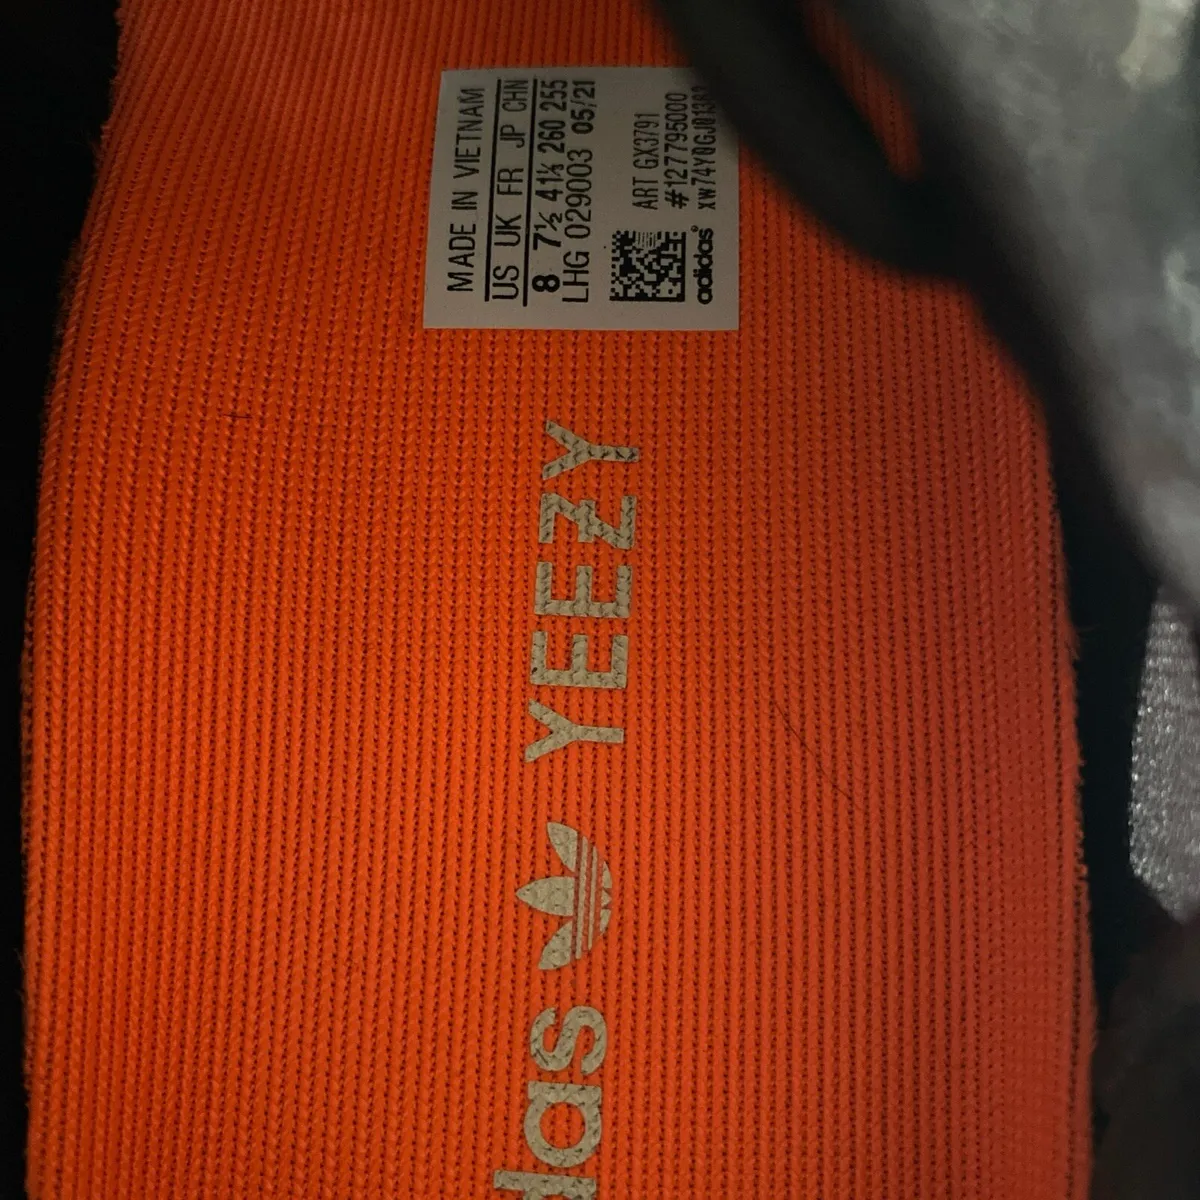 MADE IN VIETNAM
US UK FR JP CHN
8 7½ 41⅓ 260 255
LHG 029003 05/21
ART GX3791
#127795000
adidas
YEEZY
das